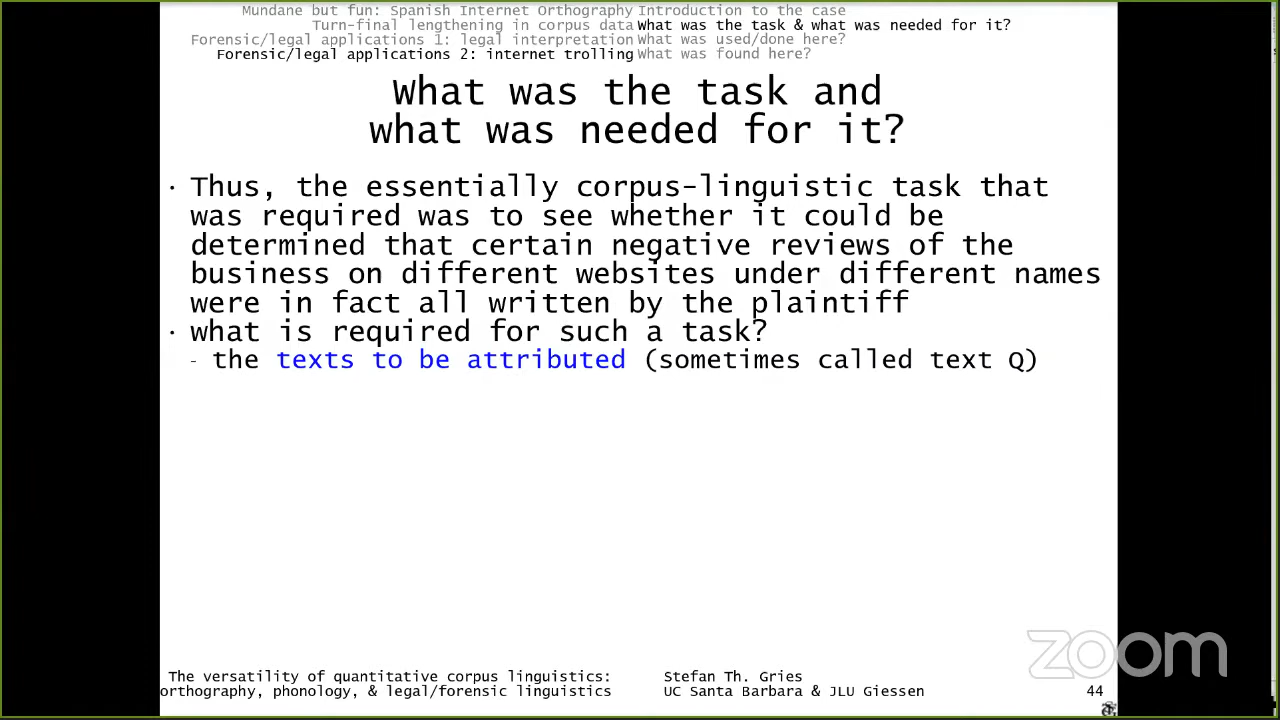 Mundane but fun: Spanish Internet Orthography Introduction to the case
Turn-final lengthening in corpus data What was the task & what was needed for it?
Forensic/legal applications 1: legal interpretation What was used/done here?
Forensic/legal applications 2: internet trolling What was found here?
What was the task and
what was needed for it?
· Thus, the essentially corpus-linguistic task that
was required was to see whether it could be
determined that certain negative reviews of the
business on different websites under different names
were in fact all written by the plaintiff
· what is required for such a task?
- the texts to be attributed (sometimes called text Q)
zoom
The versatility of quantitative corpus linguistics: Stefan Th. Gries
orthography, phonology, & legal/forensic linguistics UC Santa Barbara & JLU Giessen 44